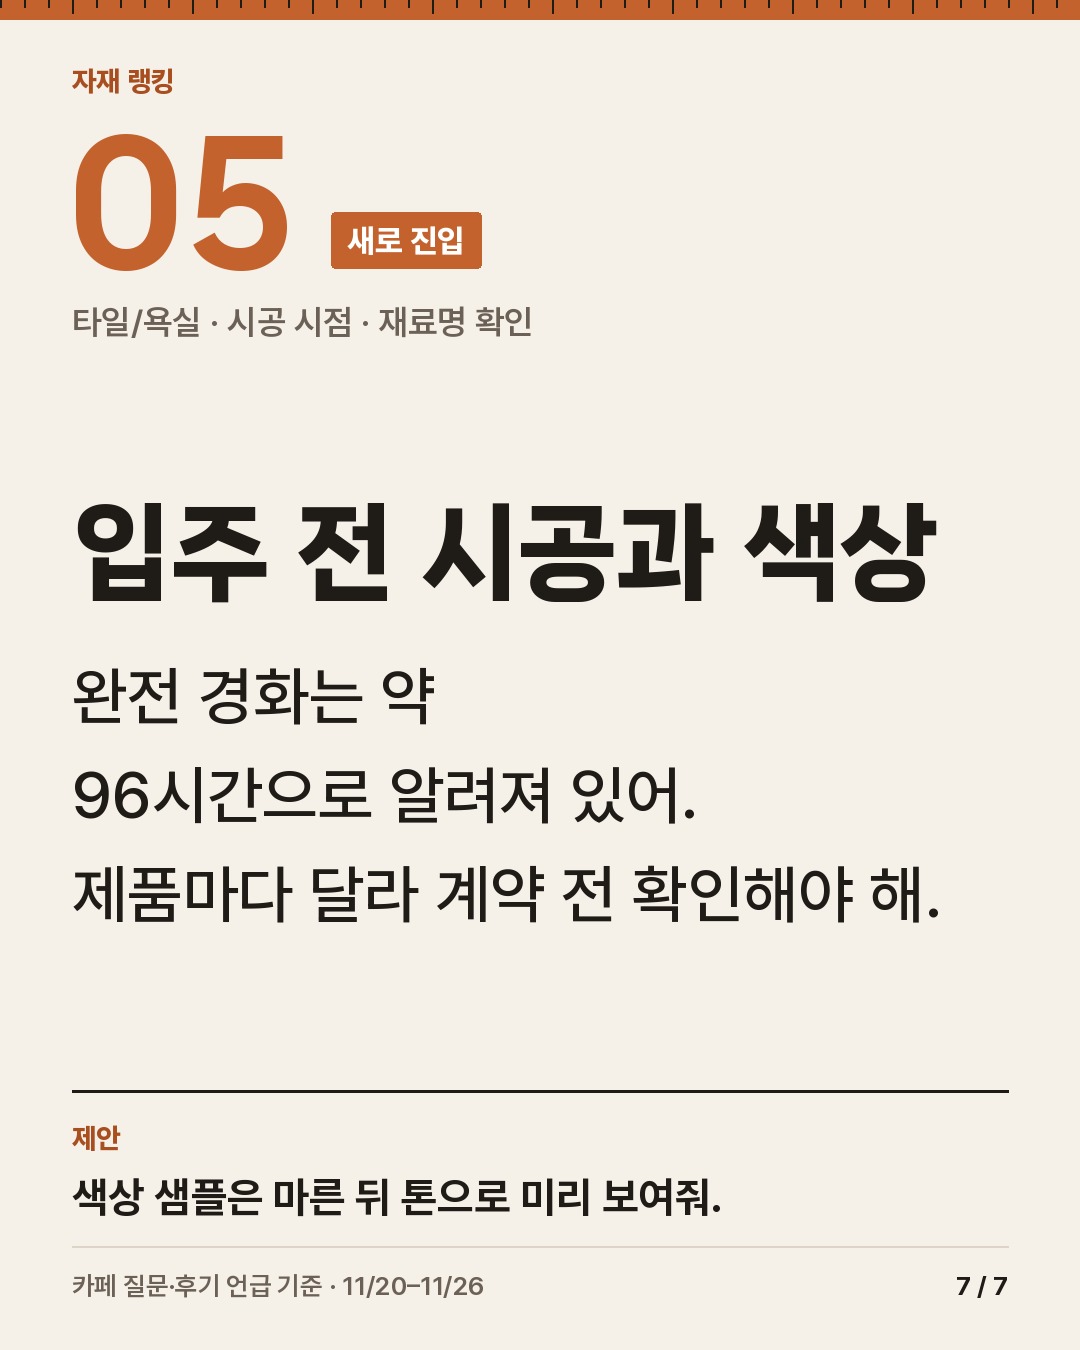 자재 랭킹
05
새로 진입
타일/욕실 · 시공 시점 · 재료명 확인
입주 전 시공과 색상
완전 경화는 약
96시간으로 알려져 있어.
제품마다 달라 계약 전 확인해야 해.
제안
색상 샘플은 마른 뒤 톤으로 미리 보여줘.
카페 질문·후기 언급 기준 · 11/20–11/26
7 / 7